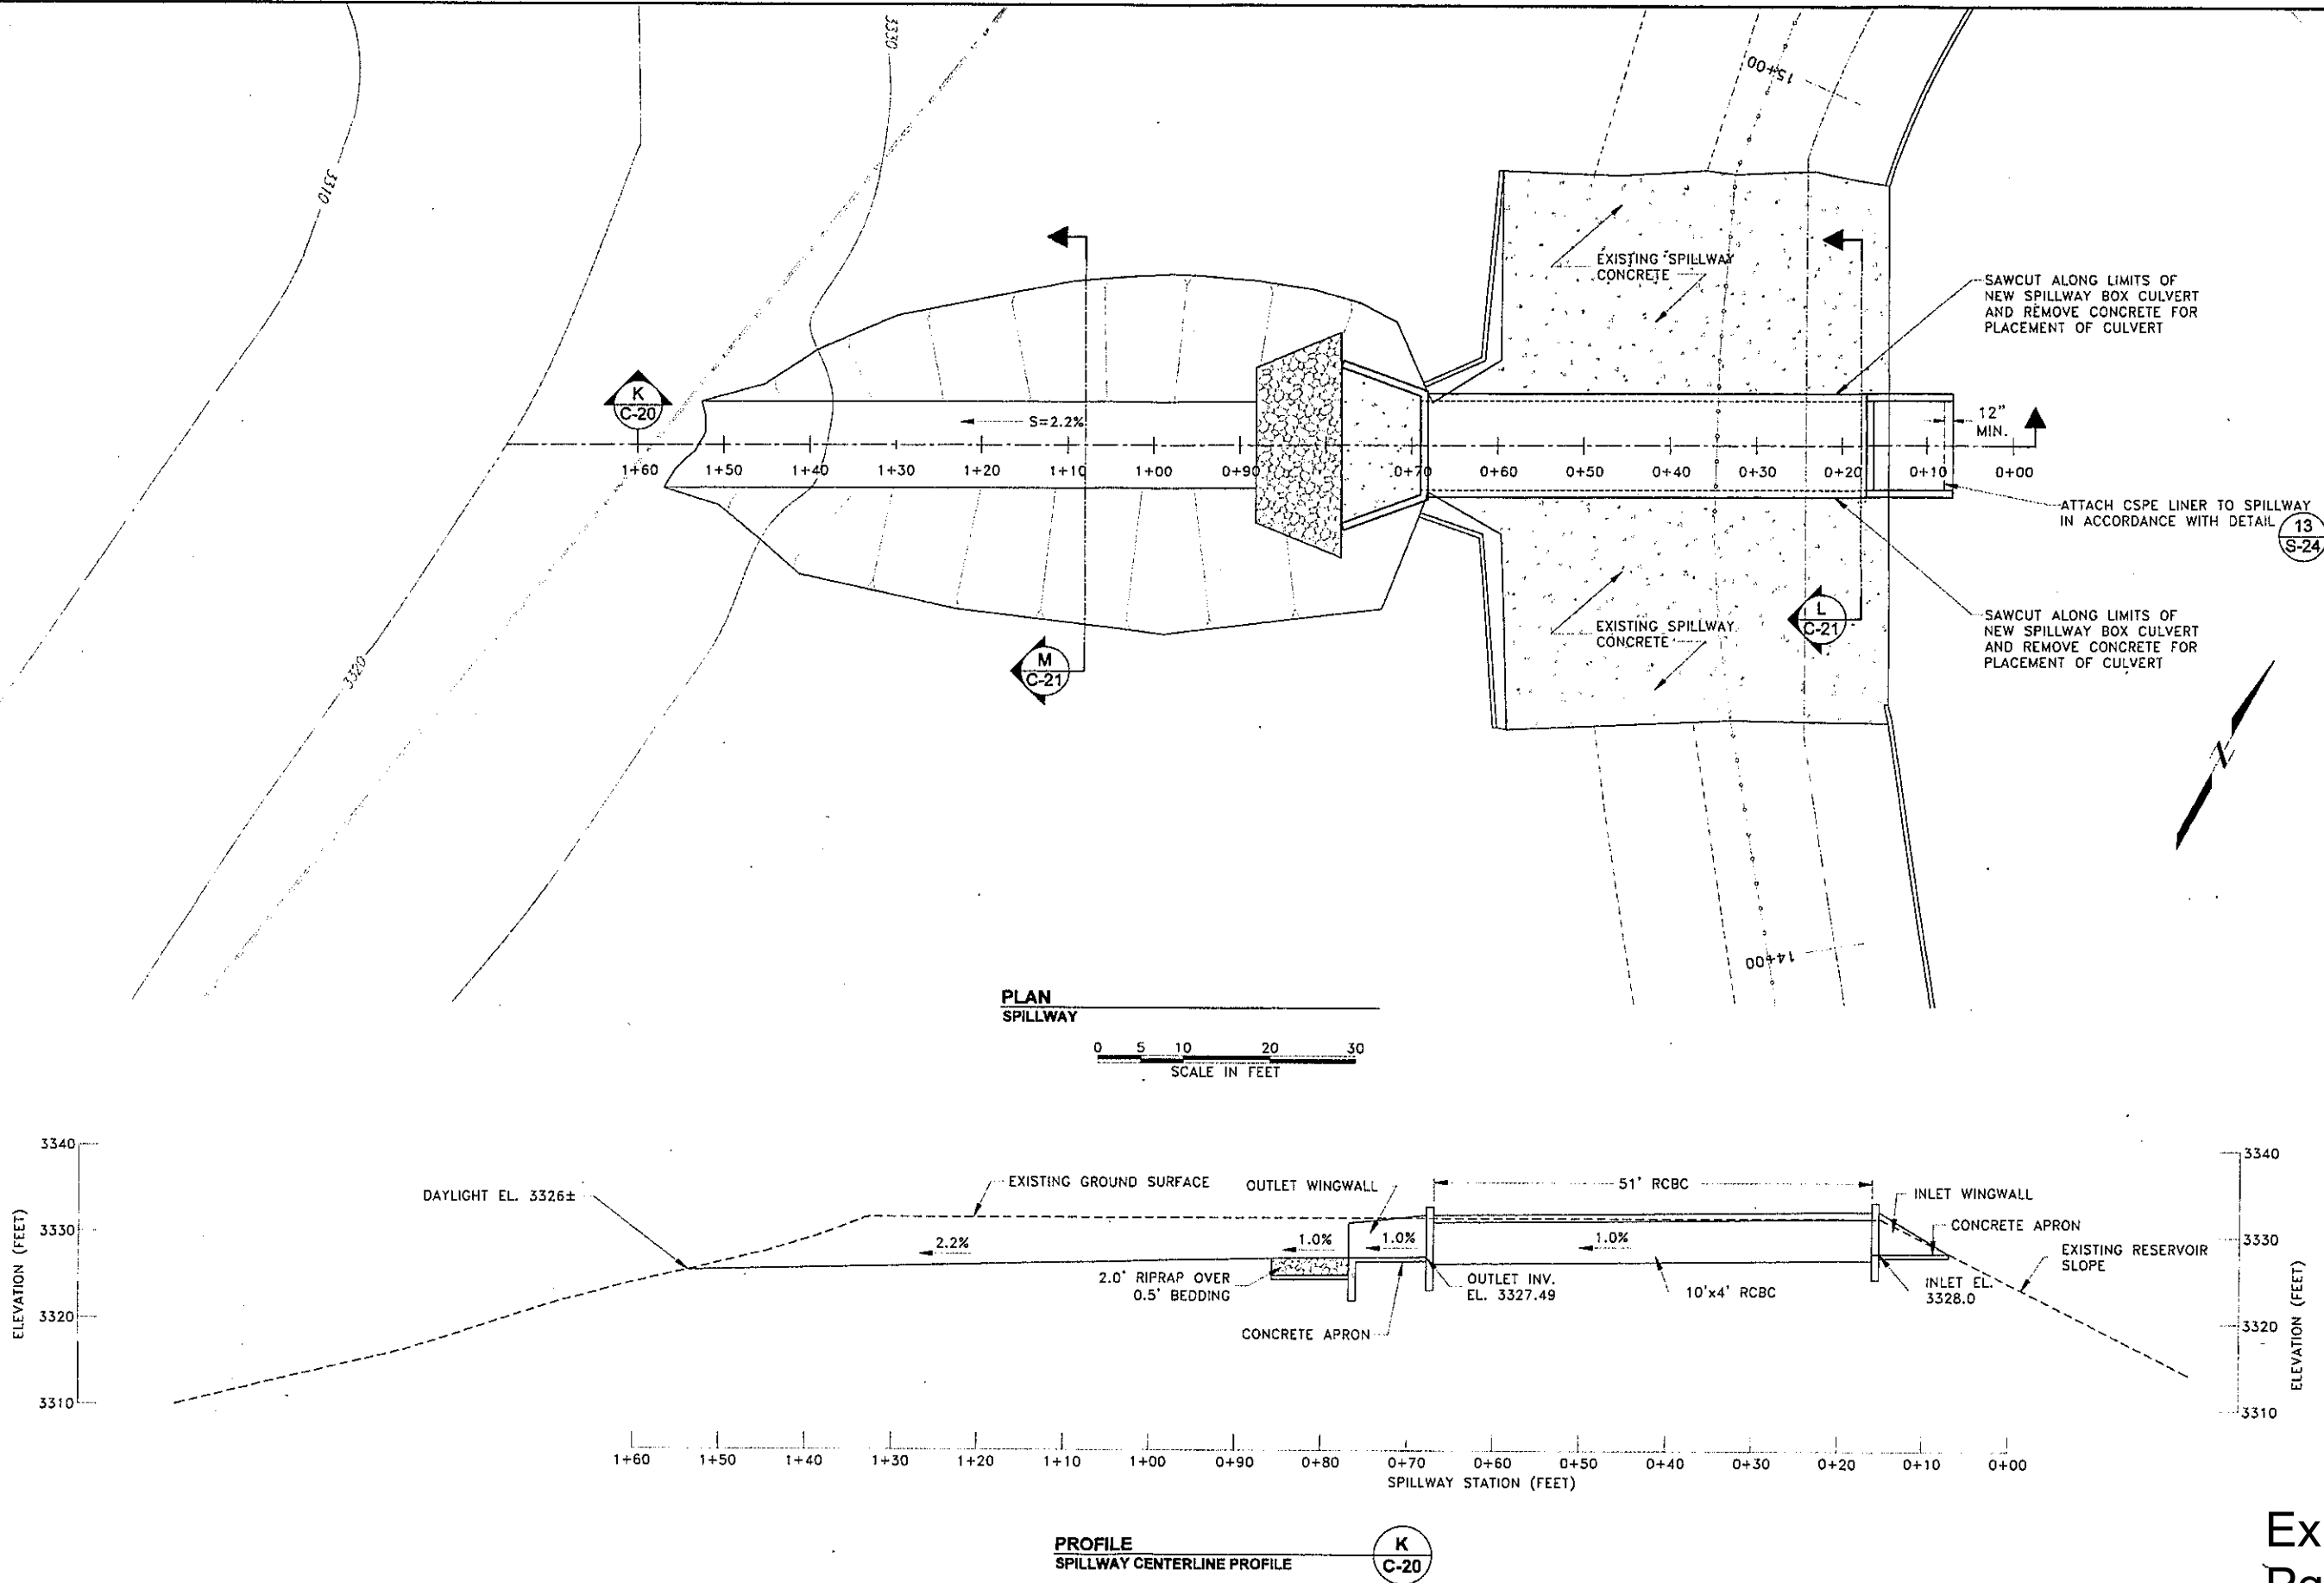 3330
15+00
3310
EXISTING SPILLWAY
CONCRETE
SAWCUT ALONG LIMITS OF
NEW SPILLWAY BOX CULVERT
AND REMOVE CONCRETE FOR
PLACEMENT OF CULVERT
K
C-20
S=2.2%
12"
MIN.
1+60 1+50 1+40 1+30 1+20 1+10 1+00 0+90 0+70 0+60 0+50 0+40 0+30 0+20 0+10 0+00
ATTACH CSPE LINER TO SPILLWAY
IN ACCORDANCE WITH DETAIL
13
S-24
EXISTING SPILLWAY
CONCRETE
L
C-21
SAWCUT ALONG LIMITS OF
NEW SPILLWAY BOX CULVERT
AND REMOVE CONCRETE FOR
PLACEMENT OF CULVERT
3320
M
C-21
N
14+00
PLAN
SPILLWAY
0 5 10 20 30
SCALE IN FEET
3340
3330
3320
3310
ELEVATION (FEET)
DAYLIGHT EL. 3326±
EXISTING GROUND SURFACE
OUTLET WINGWALL
51' RCBC
INLET WINGWALL
CONCRETE APRON
EXISTING RESERVOIR
SLOPE
2.2%
1.0%
1.0%
1.0%
2.0' RIPRAP OVER
0.5' BEDDING
OUTLET INV.
EL. 3327.49
10'x4' RCBC
INLET EL.
3328.0
CONCRETE APRON
3340
3330
3320
3310
ELEVATION (FEET)
1+60 1+50 1+40 1+30 1+20 1+10 1+00 0+90 0+80 0+70 0+60 0+50 0+40 0+30 0+20 0+10 0+00
SPILLWAY STATION (FEET)
PROFILE
SPILLWAY CENTERLINE PROFILE
K
C-20
Ex